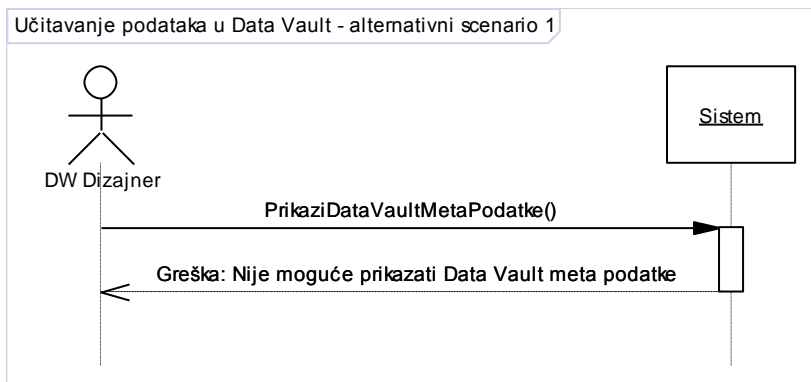 Učitavanje podataka u Data Vault - alternativni scenario 1
Sistem
DW Dizajner
PrikaziDataVaultMetaPodatke()
Greška: Nije moguće prikazati Data Vault meta podatke